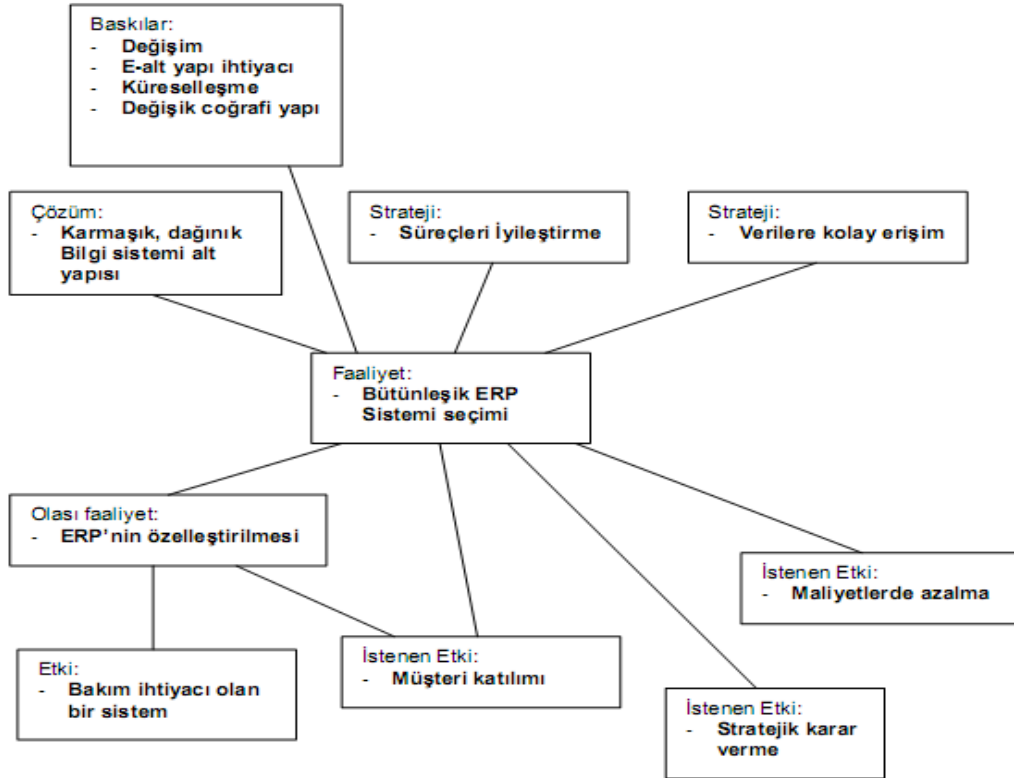 Baskılar:
- Değişim
- E-alt yapı ihtiyacı
- Küreselleşme
- Değişik coğrafi yapı
Çözüm:
- Karmaşık, dağınık
Bilgi sistemi alt
yapısı
Strateji:
- Süreçleri İyileştirme
Strateji:
- Verilere kolay erişim
Faaliyet:
- Bütünleşik ERP
Sistemi seçimi
Olası faaliyet:
- ERP'nin özelleştirilmesi
İstenen Etki:
- Maliyetlerde azalma
Etki:
- Bakım ihtiyacı olan
bir sistem
İstenen Etki:
- Müşteri katılımı
İstenen Etki:
- Stratejik karar
verme